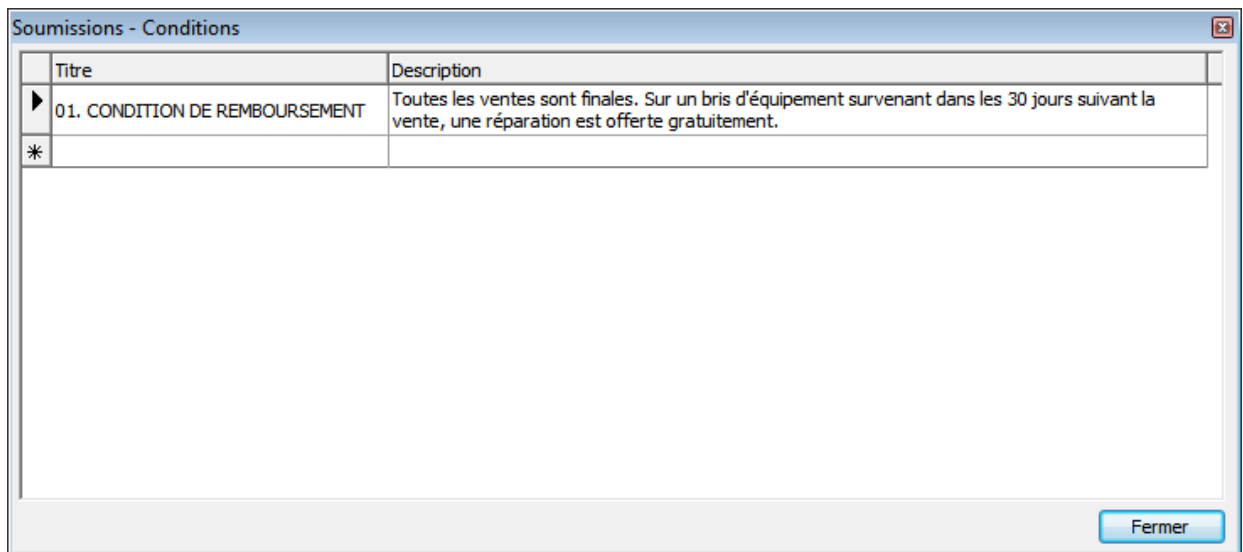 Soumissions - Conditions
Titre Description
01. CONDITION DE REMBOURSEMENT
Toutes les ventes sont finales. Sur un bris d'équipement survenant dans les 30 jours suivant la
vente, une réparation est offerte gratuitement.
Fermer